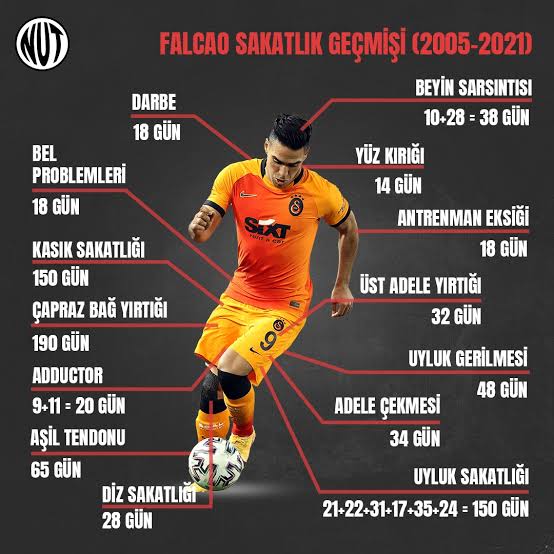 NUT
FALCAO SAKATLIK GEÇMİŞİ (2005-2021)
BEYİN SARSINTISI
10+28 = 38 GÜN
DARBE
18 GÜN
YÜZ KIRIĞI
14 GÜN
BEL
PROBLEMLERİ
18 GÜN
ANTRENMAN EKSİĞİ
18 GÜN
KASIK SAKATLIĞI
150 GÜN
ÜST ADELE YIRTIĞI
32 GÜN
ÇAPRAZ BAĞ YIRTIĞI
190 GÜN
UYLUK GERİLMESİ
48 GÜN
ADDUCTOR
9+11 = 20 GÜN
ADELE ÇEKMESİ
34 GÜN
AŞİL TENDONU
65 GÜN
UYLUK SAKATLIĞI
21+22+31+17+35+24 = 150 GÜN
DİZ SAKATLIĞI
28 GÜN
SiXT
rent a car
9